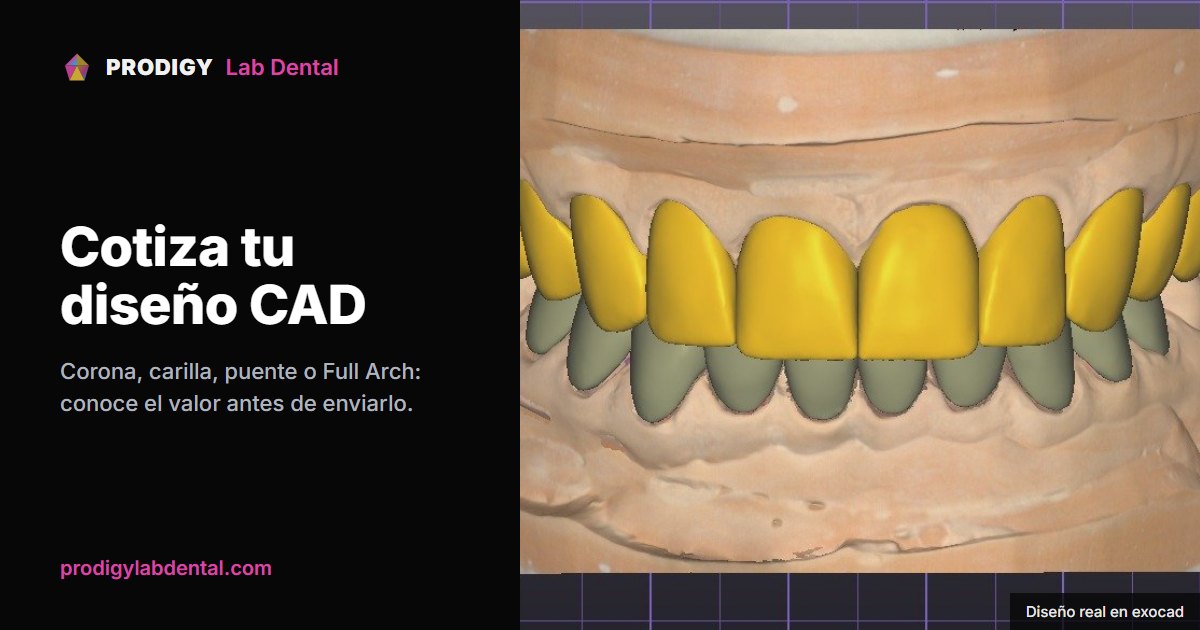 PRODIGY Lab Dental
Cotiza tu
diseño CAD
Corona, carilla, puente o Full Arch:
conoce el valor antes de enviarlo.
prodigylabdental.com
Diseño real en exocad